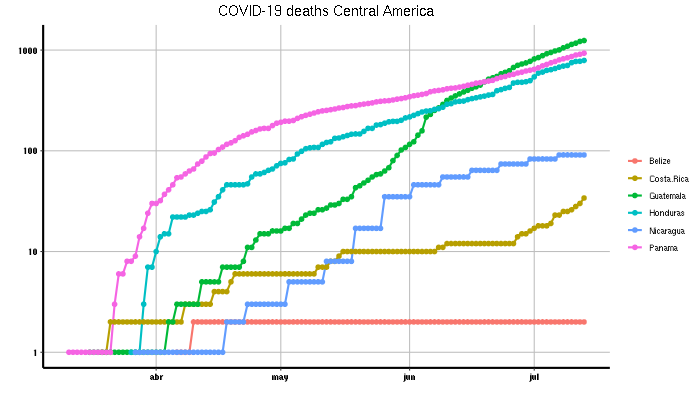 COVID-19 deaths Central America
1000
100
10
1
abr may jun jul
Belize
Costa.Rica
Guatemala
Honduras
Nicaragua
Panama